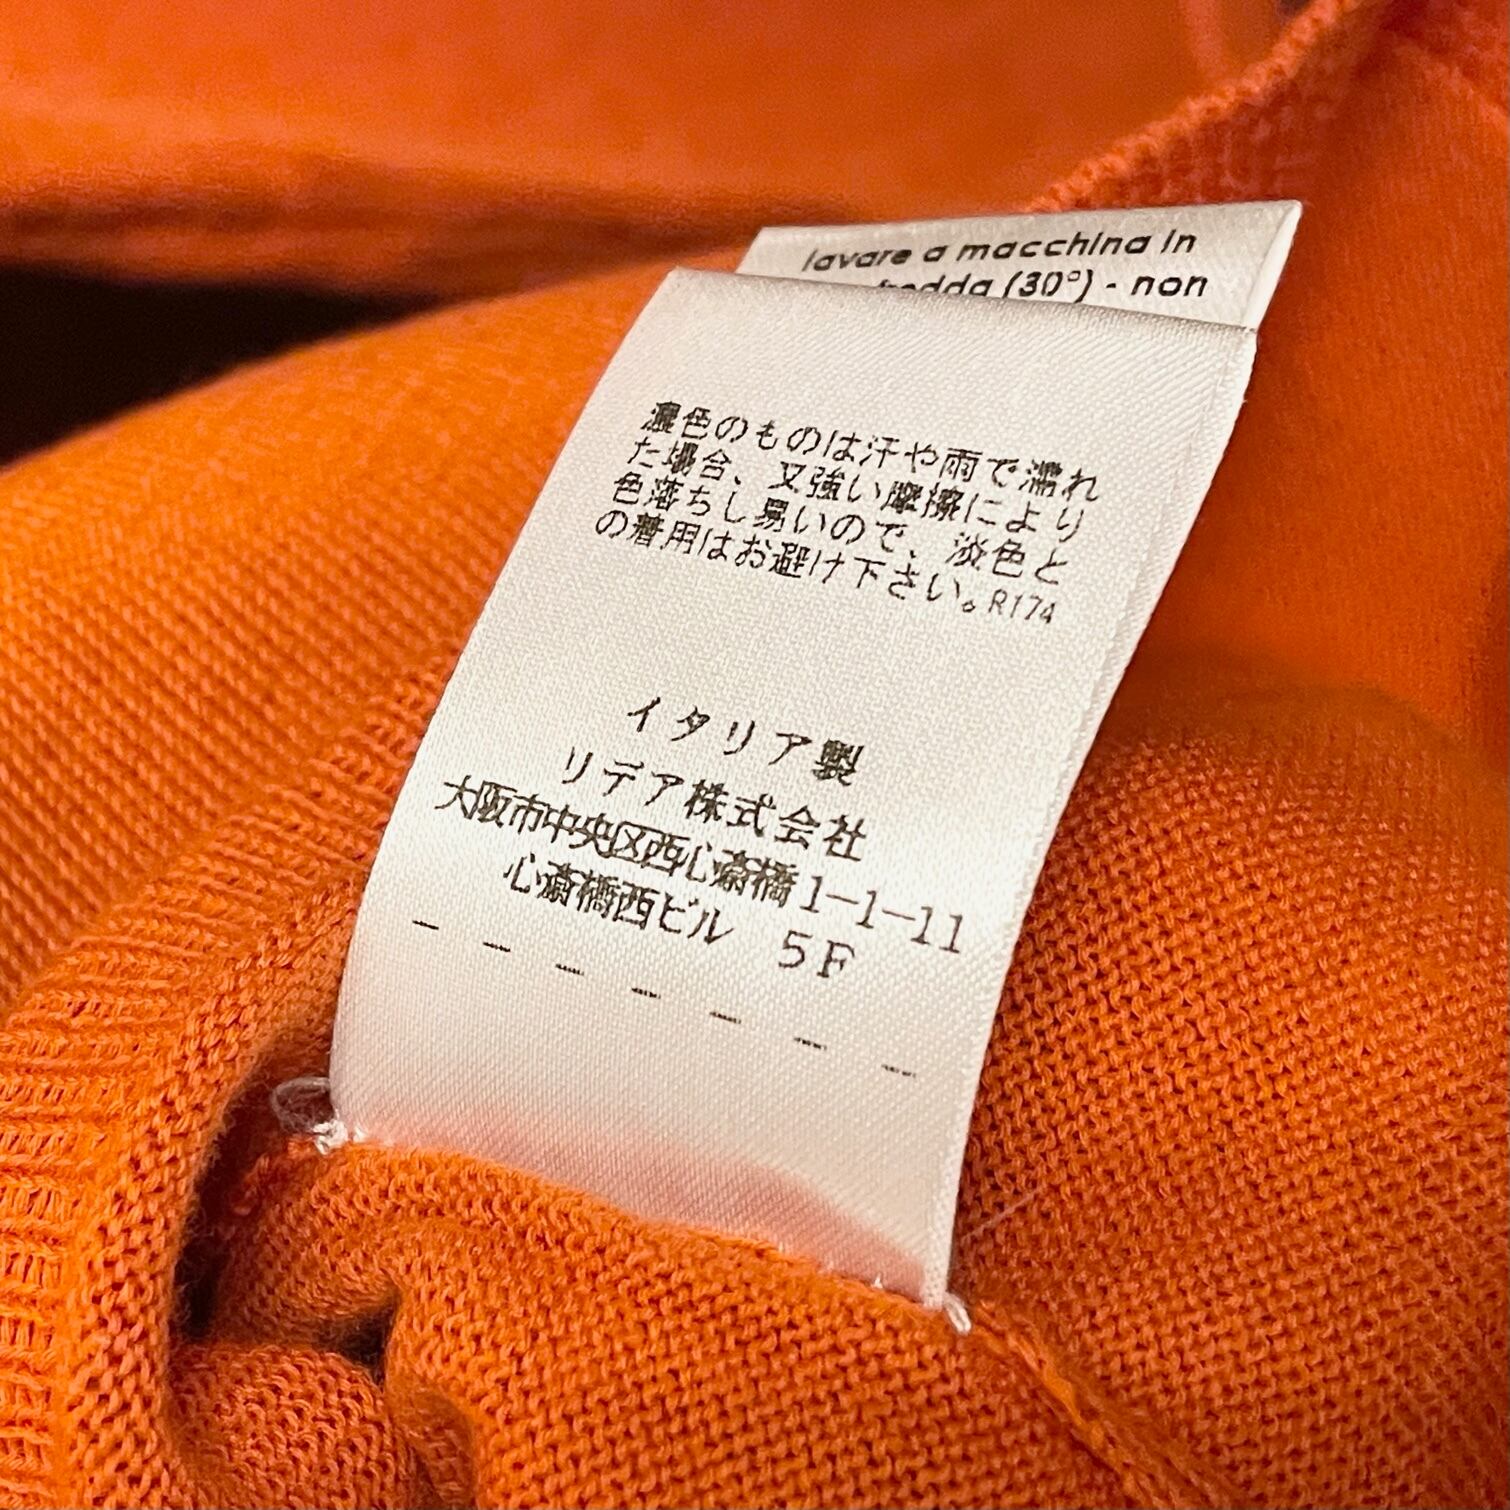 lavare a macchina in
fredda (30°) - non
濃色のものは汗や雨で濡れ
た場合、又強い摩擦により
色落ちし易いので、淡色と
の着用はお避け下さい。R174
イタリア製
リデア株式会社
大阪市中央区西心斎橋1-1-11
心斎橋西ビル 5F